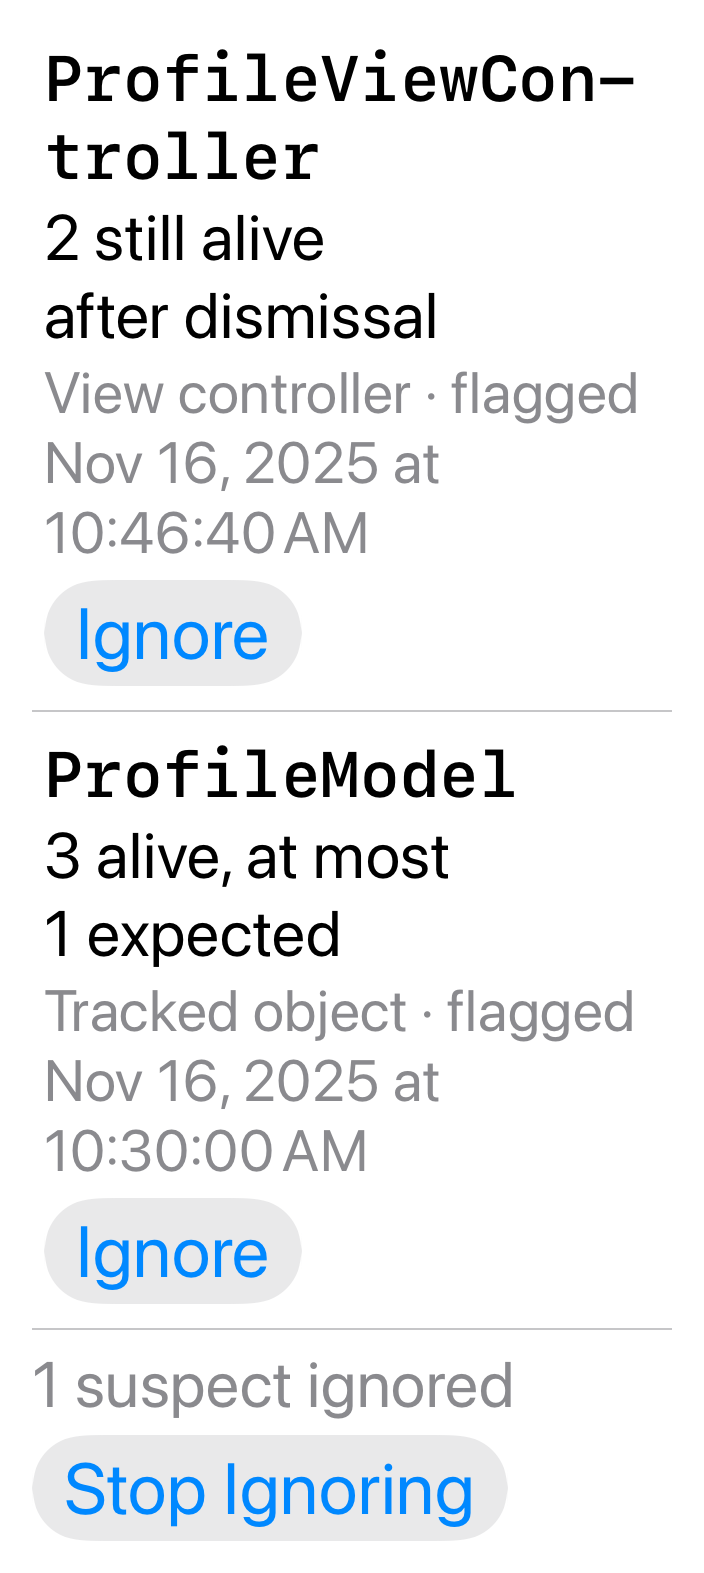 ProfileViewCon-
troller
2 still alive
after dismissal
View controller · flagged
Nov 16, 2025 at
10:46:40 AM
Ignore
ProfileModel
3 alive, at most
1 expected
Tracked object · flagged
Nov 16, 2025 at
10:30:00 AM
Ignore
1 suspect ignored
Stop Ignoring